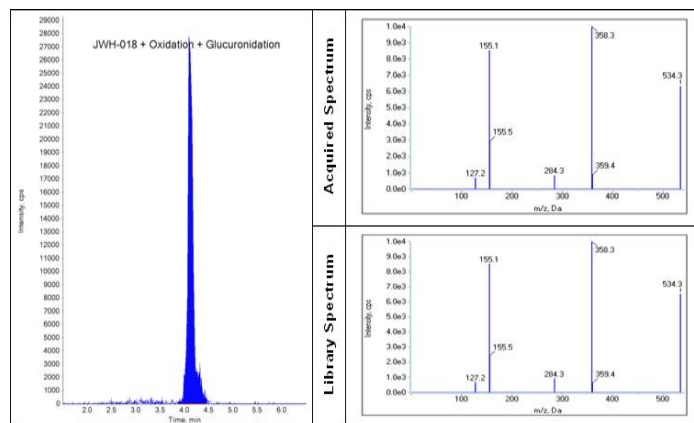 JWH-018 + Oxidation + Glucuronidation
Intensity, cps
29000
28000
27000
26000
25000
24000
23000
22000
21000
20000
19000
18000
17000
16000
15000
14000
13000
12000
11000
10000
9000
8000
7000
6000
5000
4000
3000
2000
1000
0
2.0 2.5 3.0 3.5 4.0 4.5 5.0 5.5 6.0
Time, min
Acquired Spectrum
Intensity, cps
1.0e4
9.0e3
8.0e3
7.0e3
6.0e3
5.0e3
4.0e3
3.0e3
2.0e3
1.0e3
0.0e0
155.1
155.5
127.2
284.3
358.3
359.4
534.3
100 200 300 400 500
m/z, Da
Library Spectrum
Intensity, cps
1.0e4
9.0e3
8.0e3
7.0e3
6.0e3
5.0e3
4.0e3
3.0e3
2.0e3
1.0e3
0.0e0
155.1
155.5
127.2
284.3
358.3
359.4
534.3
100 200 300 400 500
m/z, Da